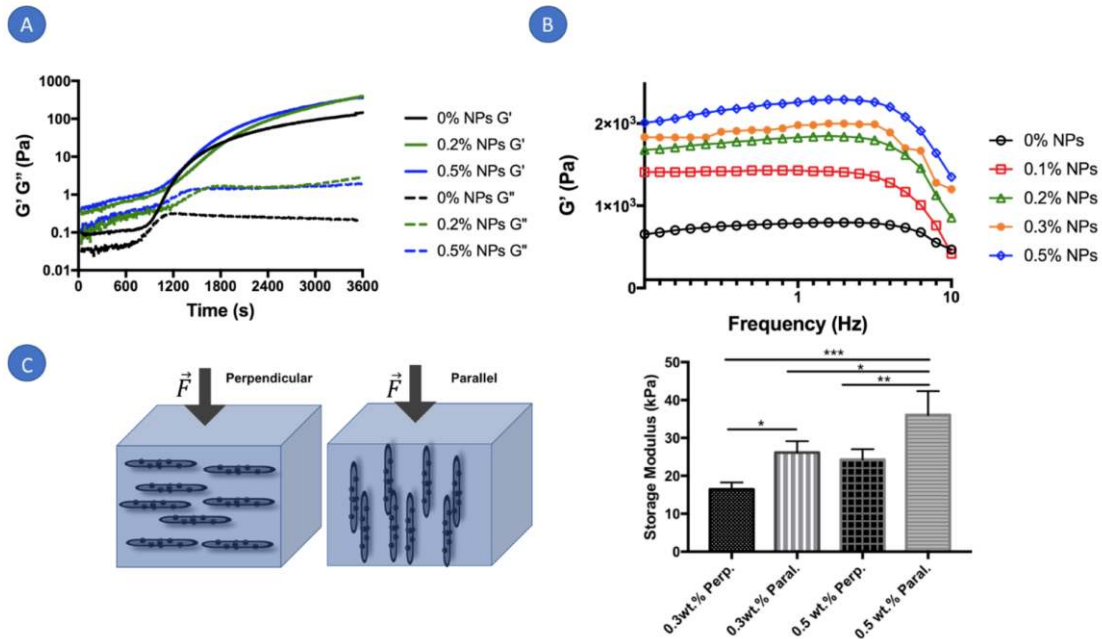 A
G' G'' (Pa)
1000
100
10
1
0.1
0.01
0 600 1200 1800 2400 3000 3600
Time (s)
0% NPs G'
0.2% NPs G'
0.5% NPs G'
0% NPs G"
0.2% NPs G"
0.5% NPs G"
B
G' (Pa)
2×10³
1×10³
0
1 10
Frequency (Hz)
0% NPs
0.1% NPs
0.2% NPs
0.3% NPs
0.5% NPs
C
F Perpendicular
F Parallel
Storage Modulus (kPa)
50
40
30
20
10
0
***
*
**
*
0.3wt.% Perp.
0.3wt.% Paral.
0.5 wt.% Perp.
0.5 wt.% Paral.